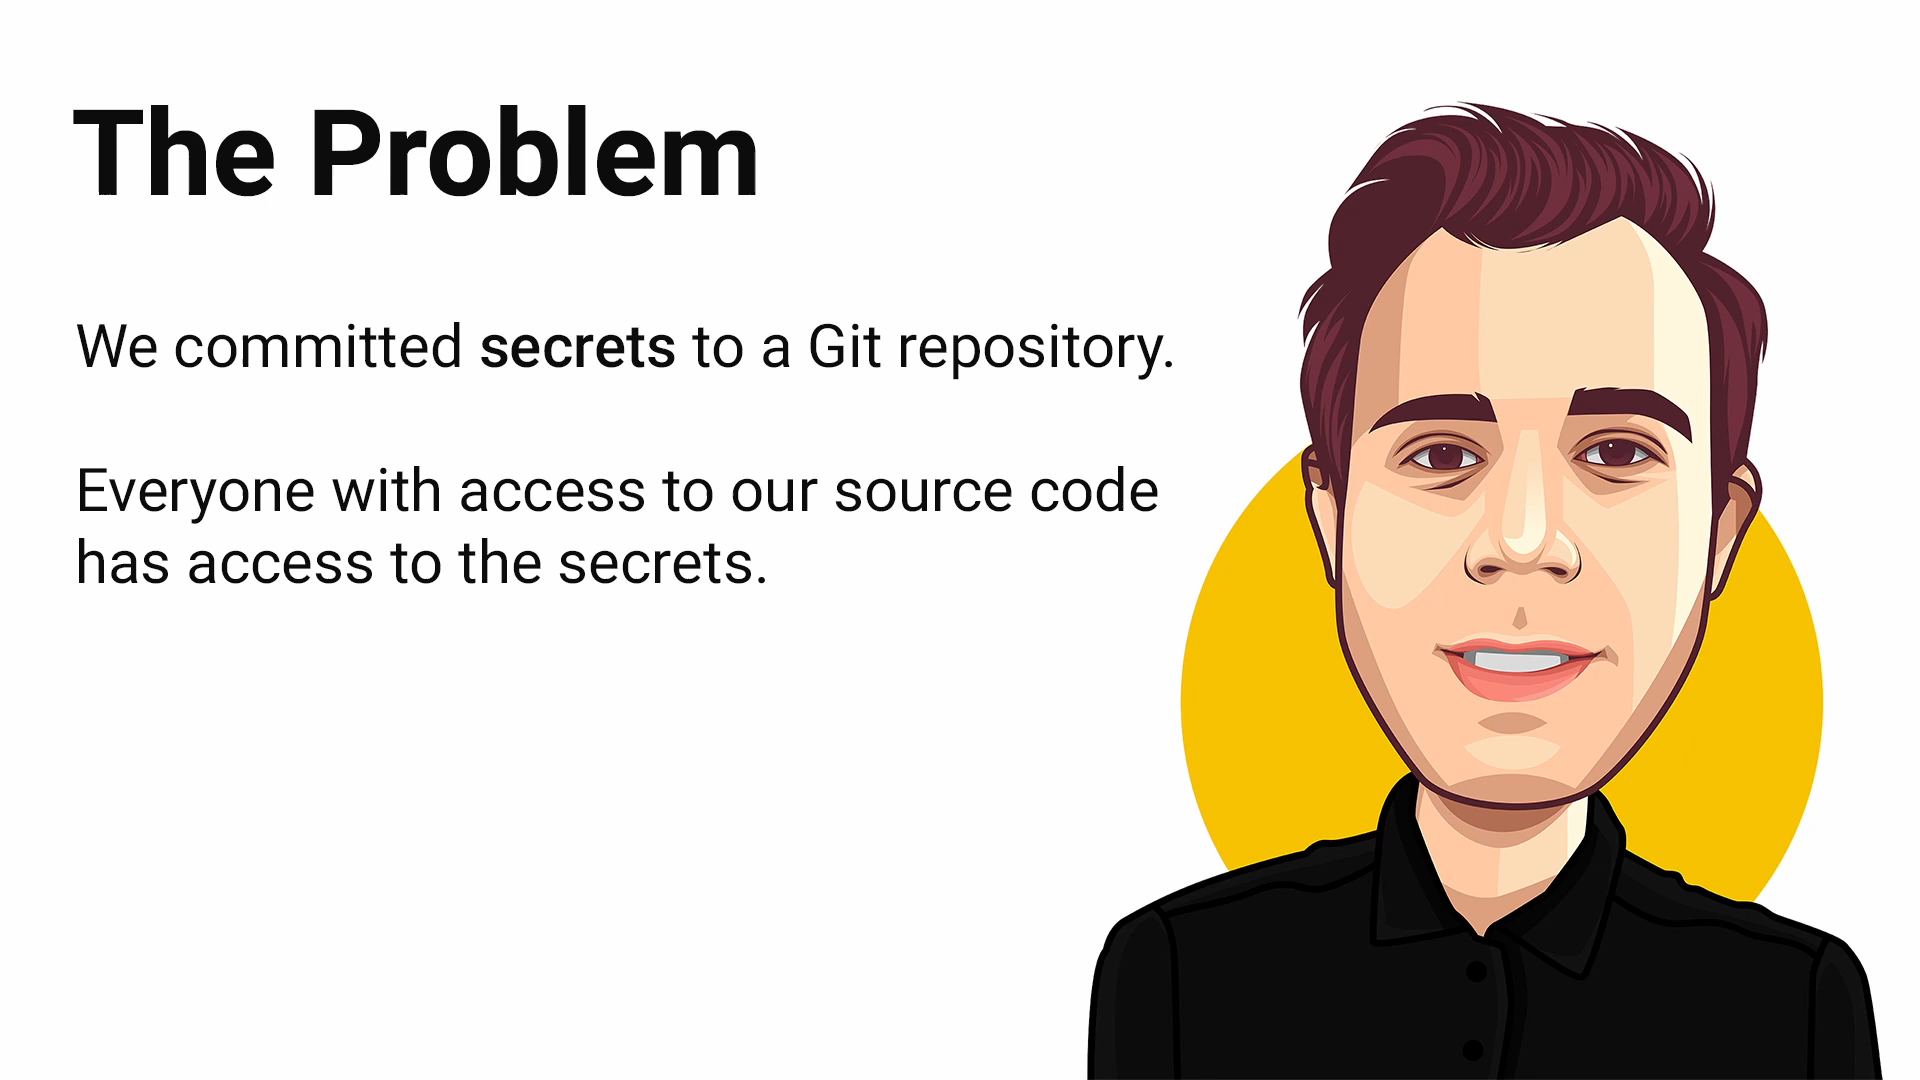 The Problem
We committed secrets to a Git repository.
Everyone with access to our source code
has access to the secrets.